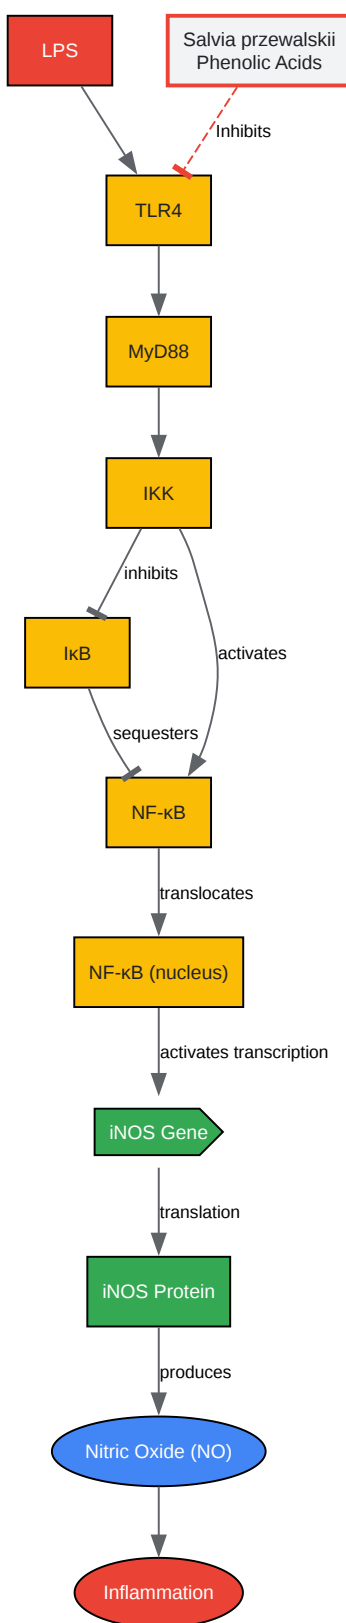 LPS
Salvia przewalskii
Phenolic Acids
Inhibits
TLR4
MyD88
IKK
inhibits
IκB
activates
sequesters
NF-κB
translocates
NF-κB (nucleus)
activates transcription
iNOS Gene
translation
iNOS Protein
produces
Nitric Oxide (NO)
Inflammation